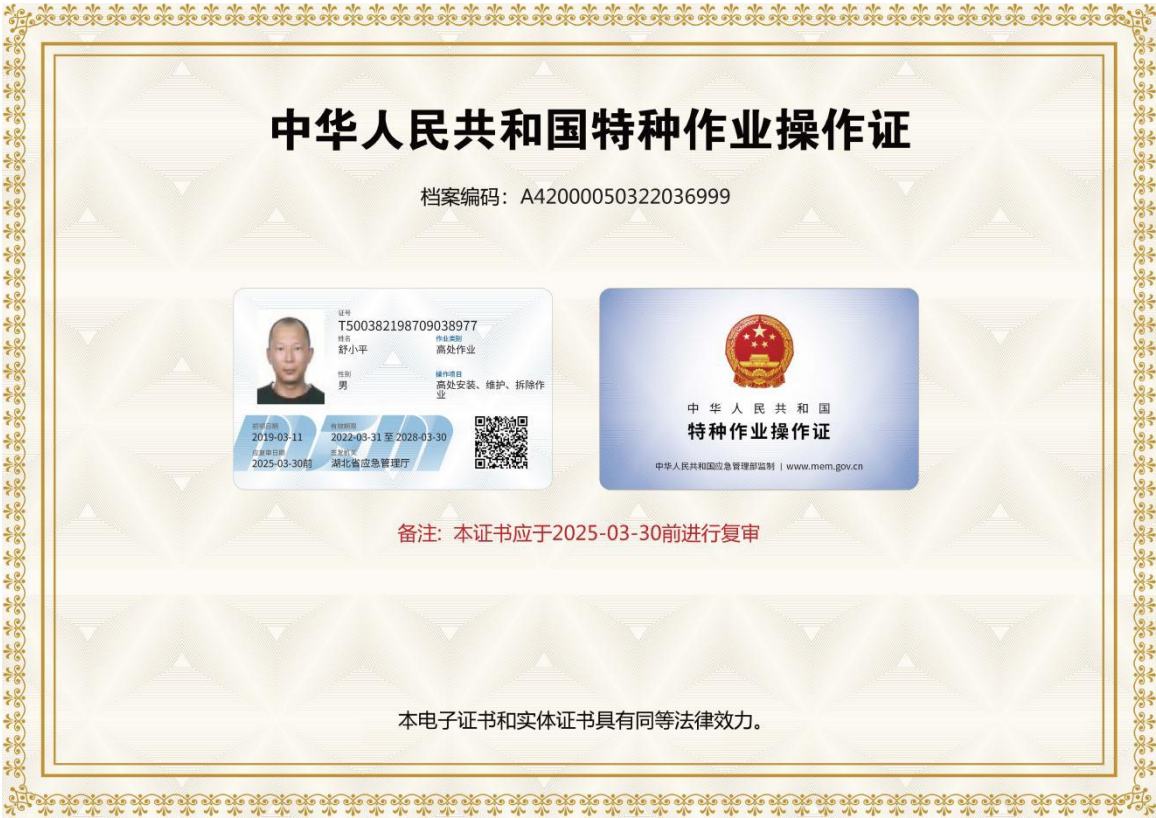 中华人民共和国特种作业操作证
档案编码：A42000050322036999
证号
T500382198709038977
姓名
舒小平
作业类别
高处作业
性别
男
操作项目
高处安装、维护、拆除作
业
初领日期
2019-03-11
有效期限
2022-03-31 至 2028-03-30
应复审日期
2025-03-30前
签发机关
湖北省应急管理厅
中华人民共和国
特种作业操作证
中华人民共和国应急管理部监制 | www.mem.gov.cn
备注: 本证书应于2025-03-30前进行复审
本电子证书和实体证书具有同等法律效力。